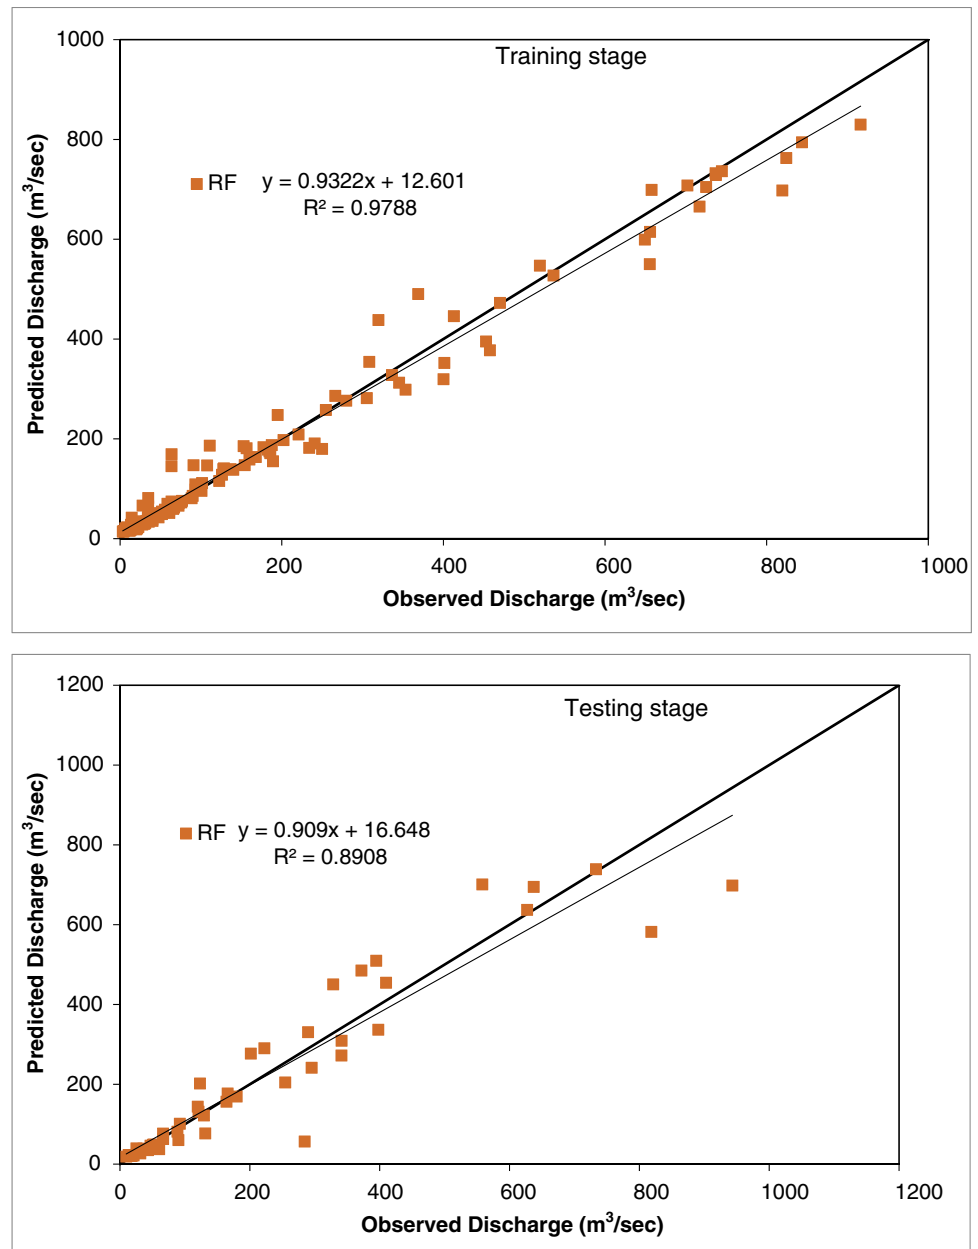 Training stage
1000
800
600
400
200
0
Predicted Discharge (m³/sec)
RF y = 0.9322x + 12.601
R² = 0.9788
0 200 400 600 800 1000
Observed Discharge (m³/sec)
Testing stage
1200
1000
800
600
400
200
0
Predicted Discharge (m³/sec)
RF y = 0.909x + 16.648
R² = 0.8908
0 200 400 600 800 1000 1200
Observed Discharge (m³/sec)